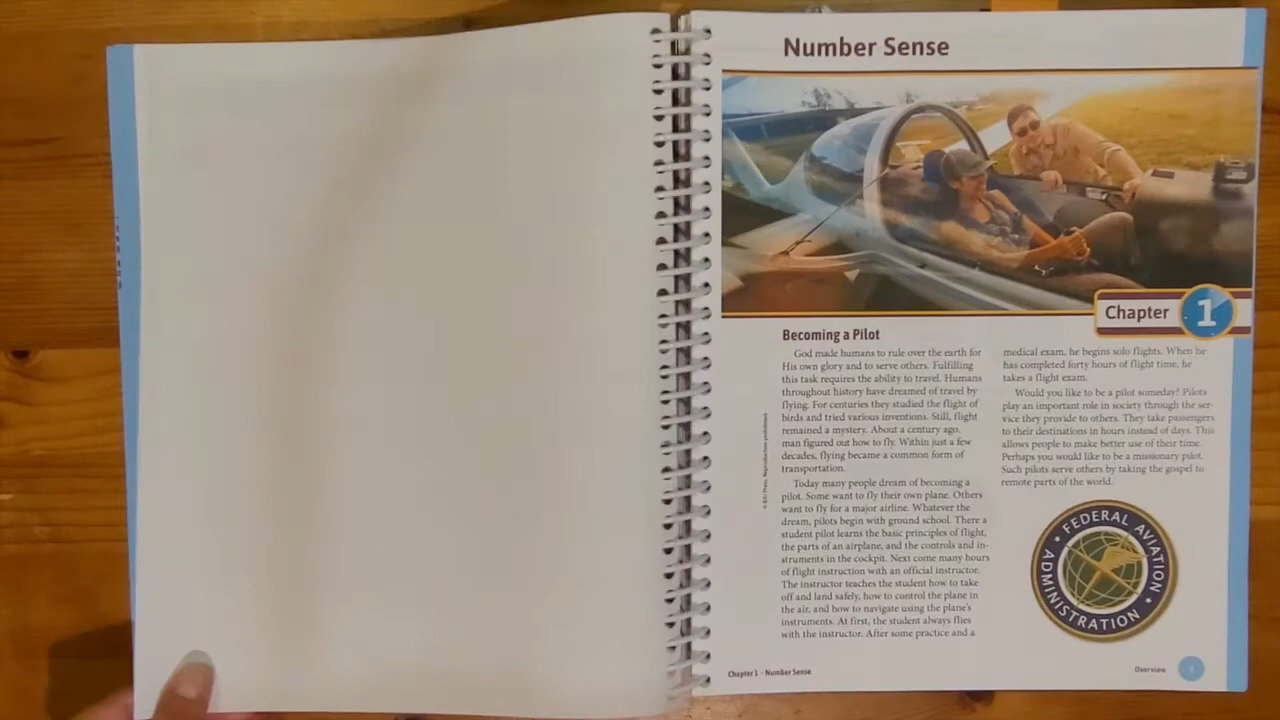 Number Sense
Chapter 1
Becoming a Pilot
God made humans to rule over the earth for
His own glory and to serve others. Fulfilling
this task requires the ability to travel. Humans
throughout history have dreamed of travel by
flying. For centuries they studied the flight of
birds and tried various inventions. Still, flight
remained a mystery. About a century ago,
man figured out how to fly. Within just a few
decades, flying became a common form of
transportation.
Today many people dream of becoming a
pilot. Some want to fly their own plane. Others
want to fly for a major airline. Whatever the
dream, pilots begin with ground school. There a
student pilot learns the basic principles of flight,
the parts of an airplane, and the controls and in-
struments in the cockpit. Next come many hours
of flight instruction with an official instructor.
The instructor teaches the student how to take
off and land safely, how to control the plane in
the air, and how to navigate using the plane's
instruments. At first, the student always flies
with the instructor. After some practice and a
medical exam, he begins solo flights. When he
has completed forty hours of flight time, he
takes a flight exam.
Would you like to be a pilot someday? Pilots
play an important role in society through the ser-
vice they provide to others. They take passengers
to their destinations in hours instead of days. This
allows people to make better use of their time.
Perhaps you would like to be a missionary pilot.
Such pilots serve others by taking the gospel to
remote parts of the world.
FEDERAL AVIATION
ADMINISTRATION
Chapter 1 – Number Sense
Overview